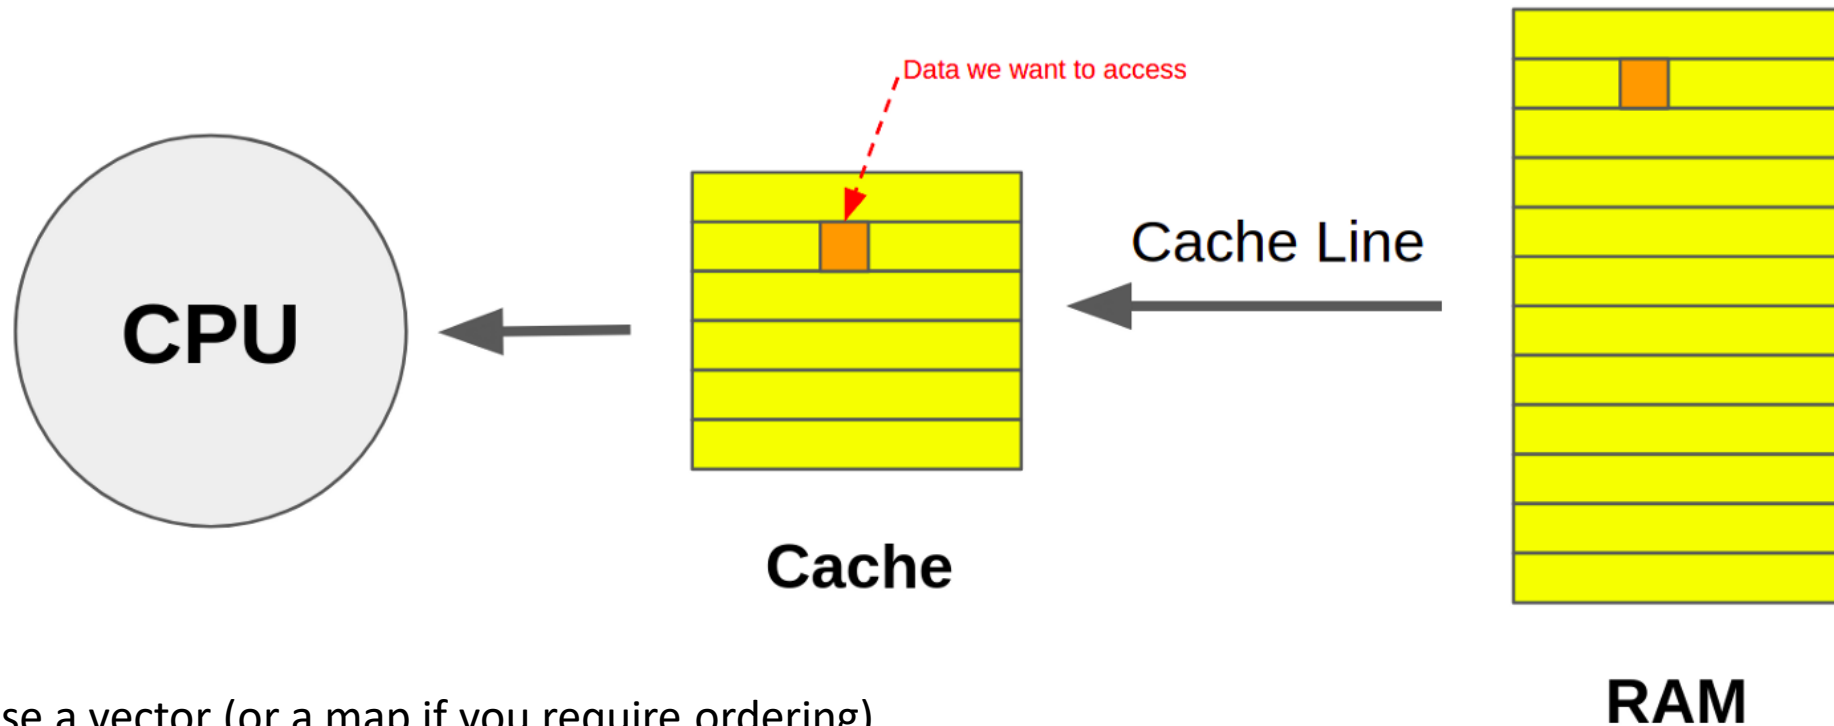 Data we want to access
Cache Line
CPU
Cache
RAM
se a vector (or a map if you require ordering)